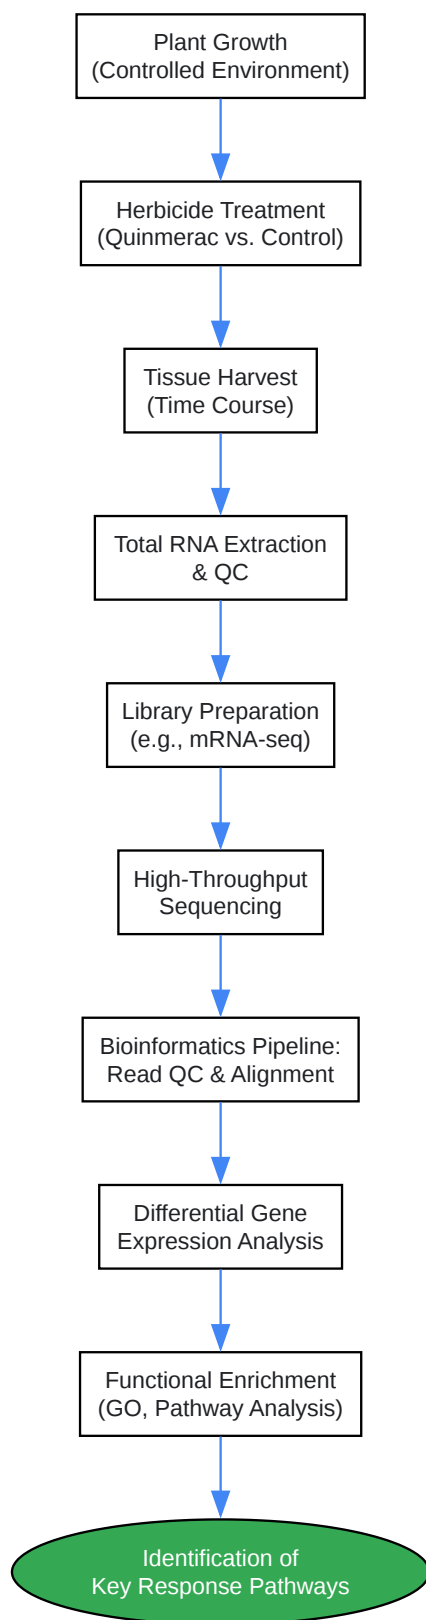 Plant Growth
(Controlled Environment)
Herbicide Treatment
(Quinmerac vs. Control)
Tissue Harvest
(Time Course)
Total RNA Extraction
& QC
Library Preparation
(e.g., mRNA-seq)
High-Throughput
Sequencing
Bioinformatics Pipeline:
Read QC & Alignment
Differential Gene
Expression Analysis
Functional Enrichment
(GO, Pathway Analysis)
Identification of
Key Response Pathways